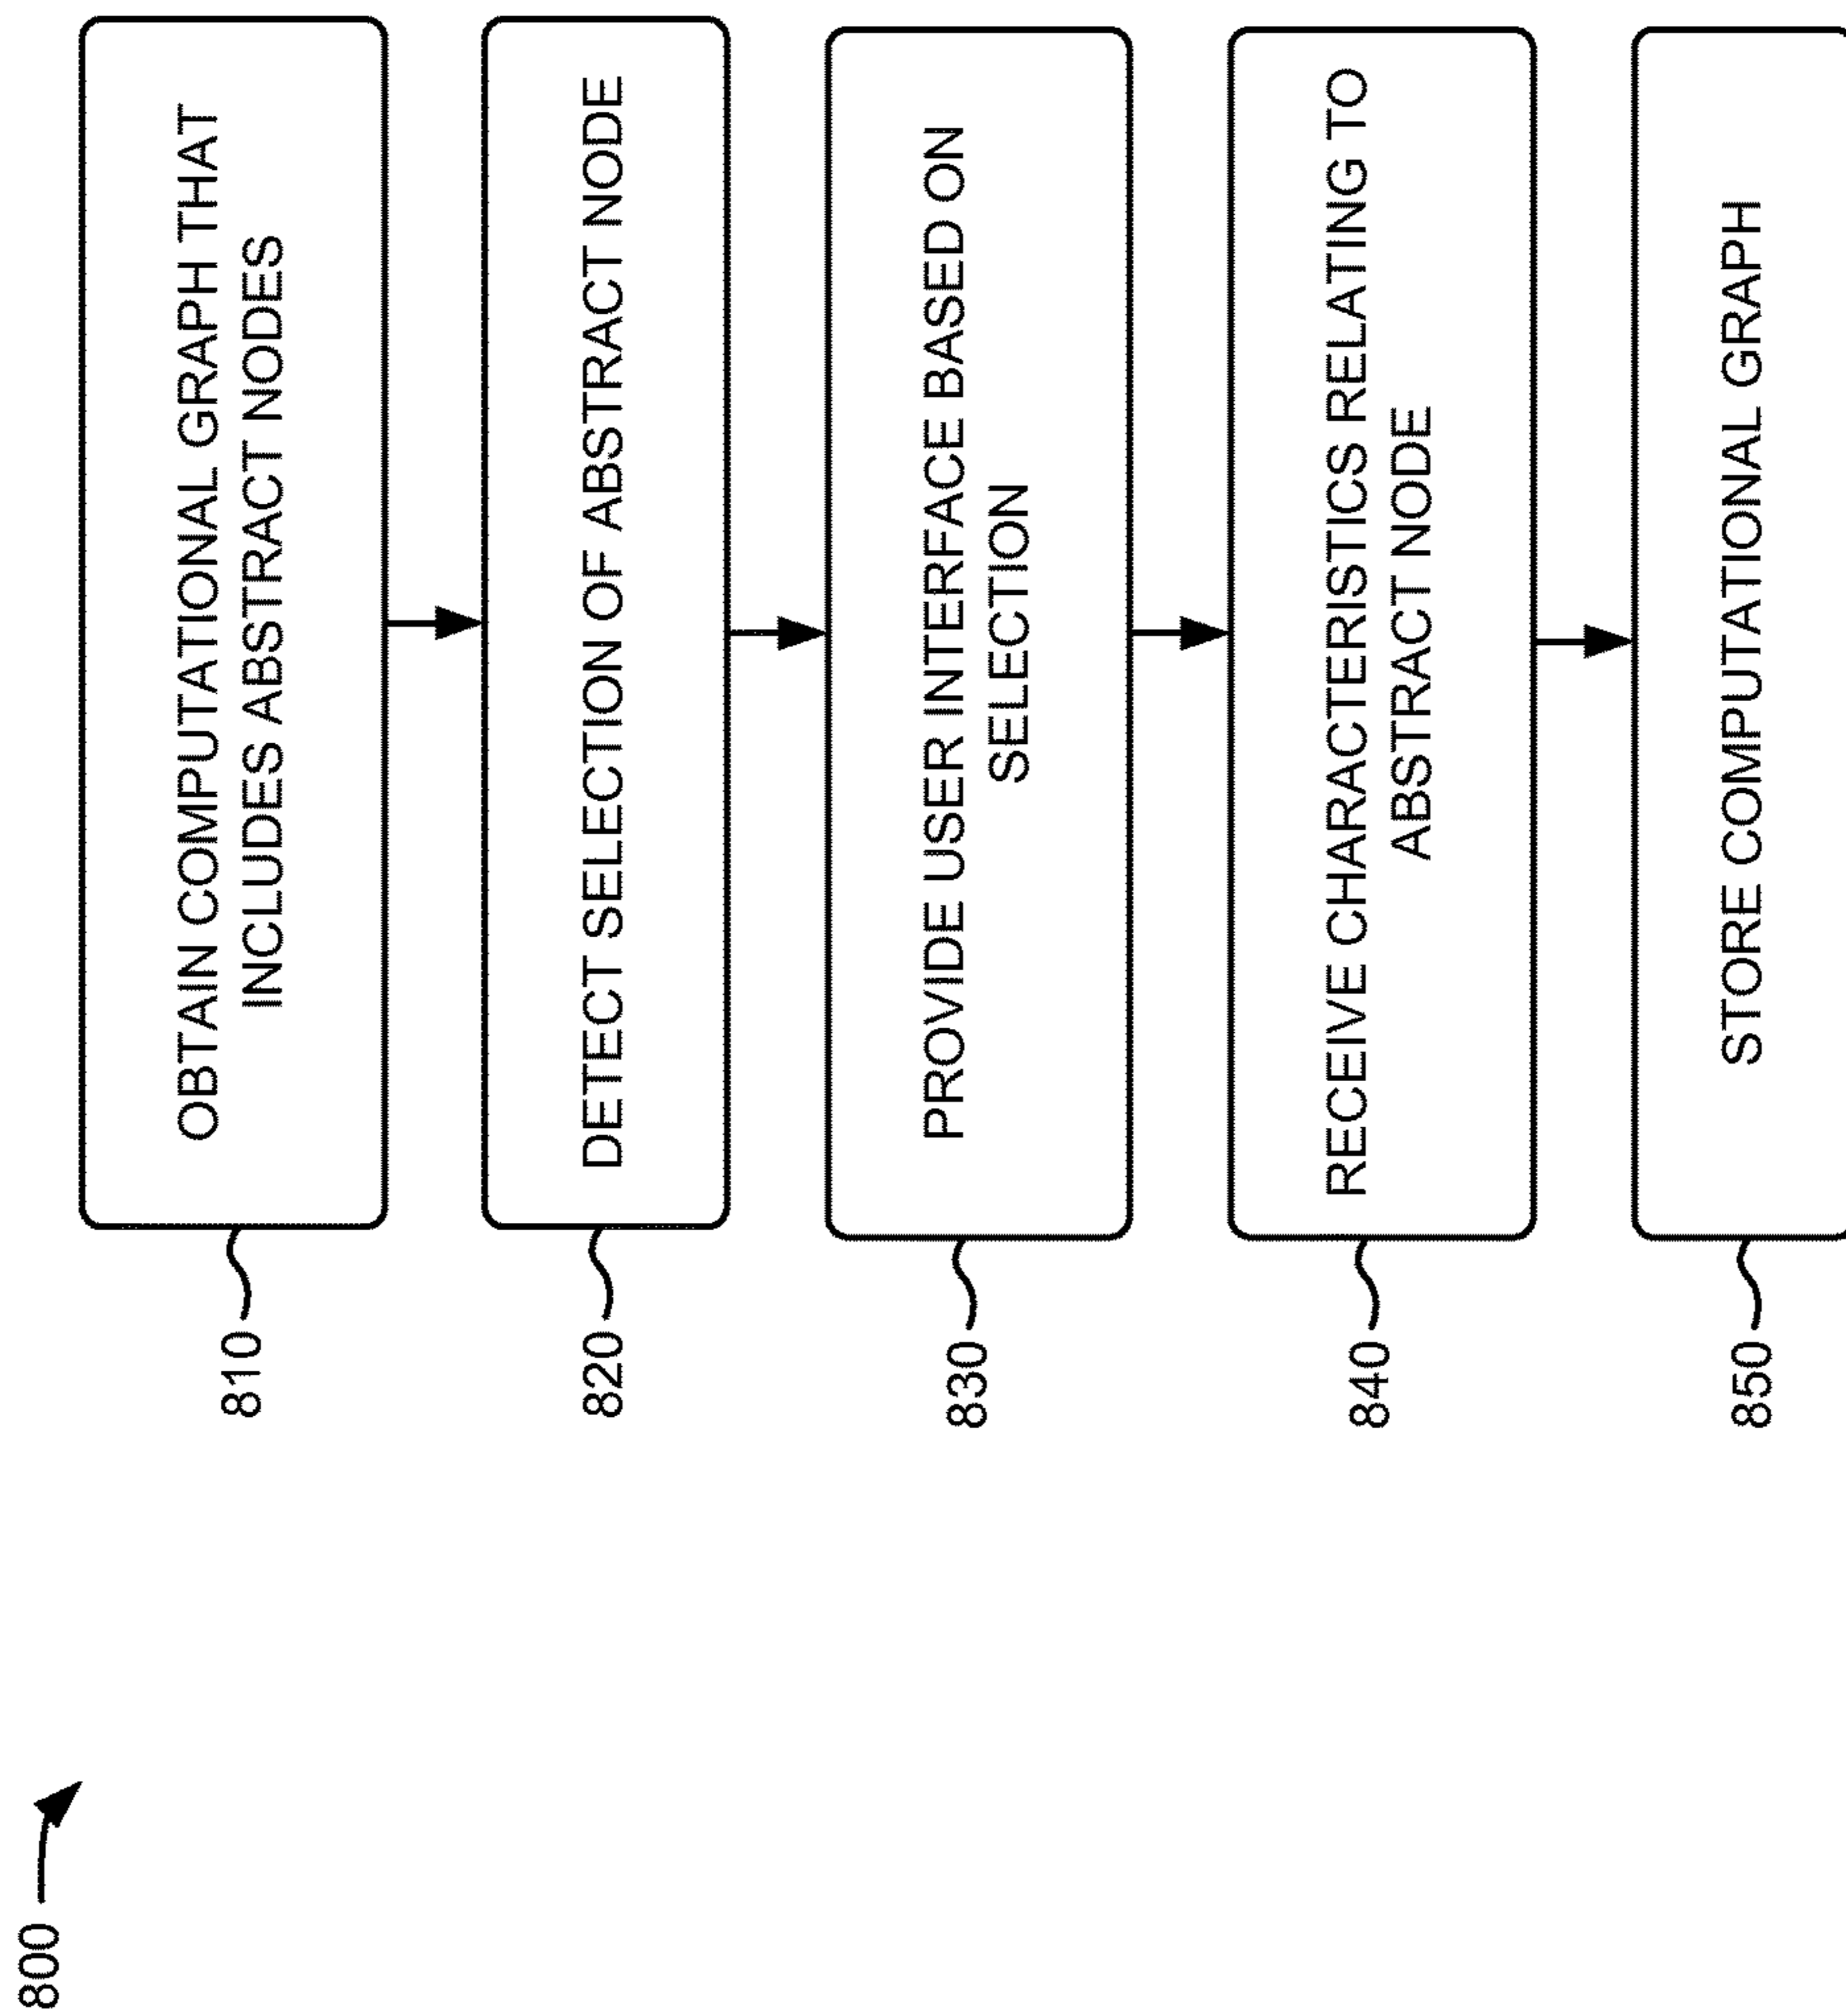 800
810
OBTAIN COMPUTATIONAL GRAPH THAT
INCLUDES ABSTRACT NODES
820
DETECT SELECTION OF ABSTRACT NODE
830
PROVIDE USER INTERFACE BASED ON
SELECTION
840
RECEIVE CHARACTERISTICS RELATING TO
ABSTRACT NODE
850
STORE COMPUTATIONAL GRAPH